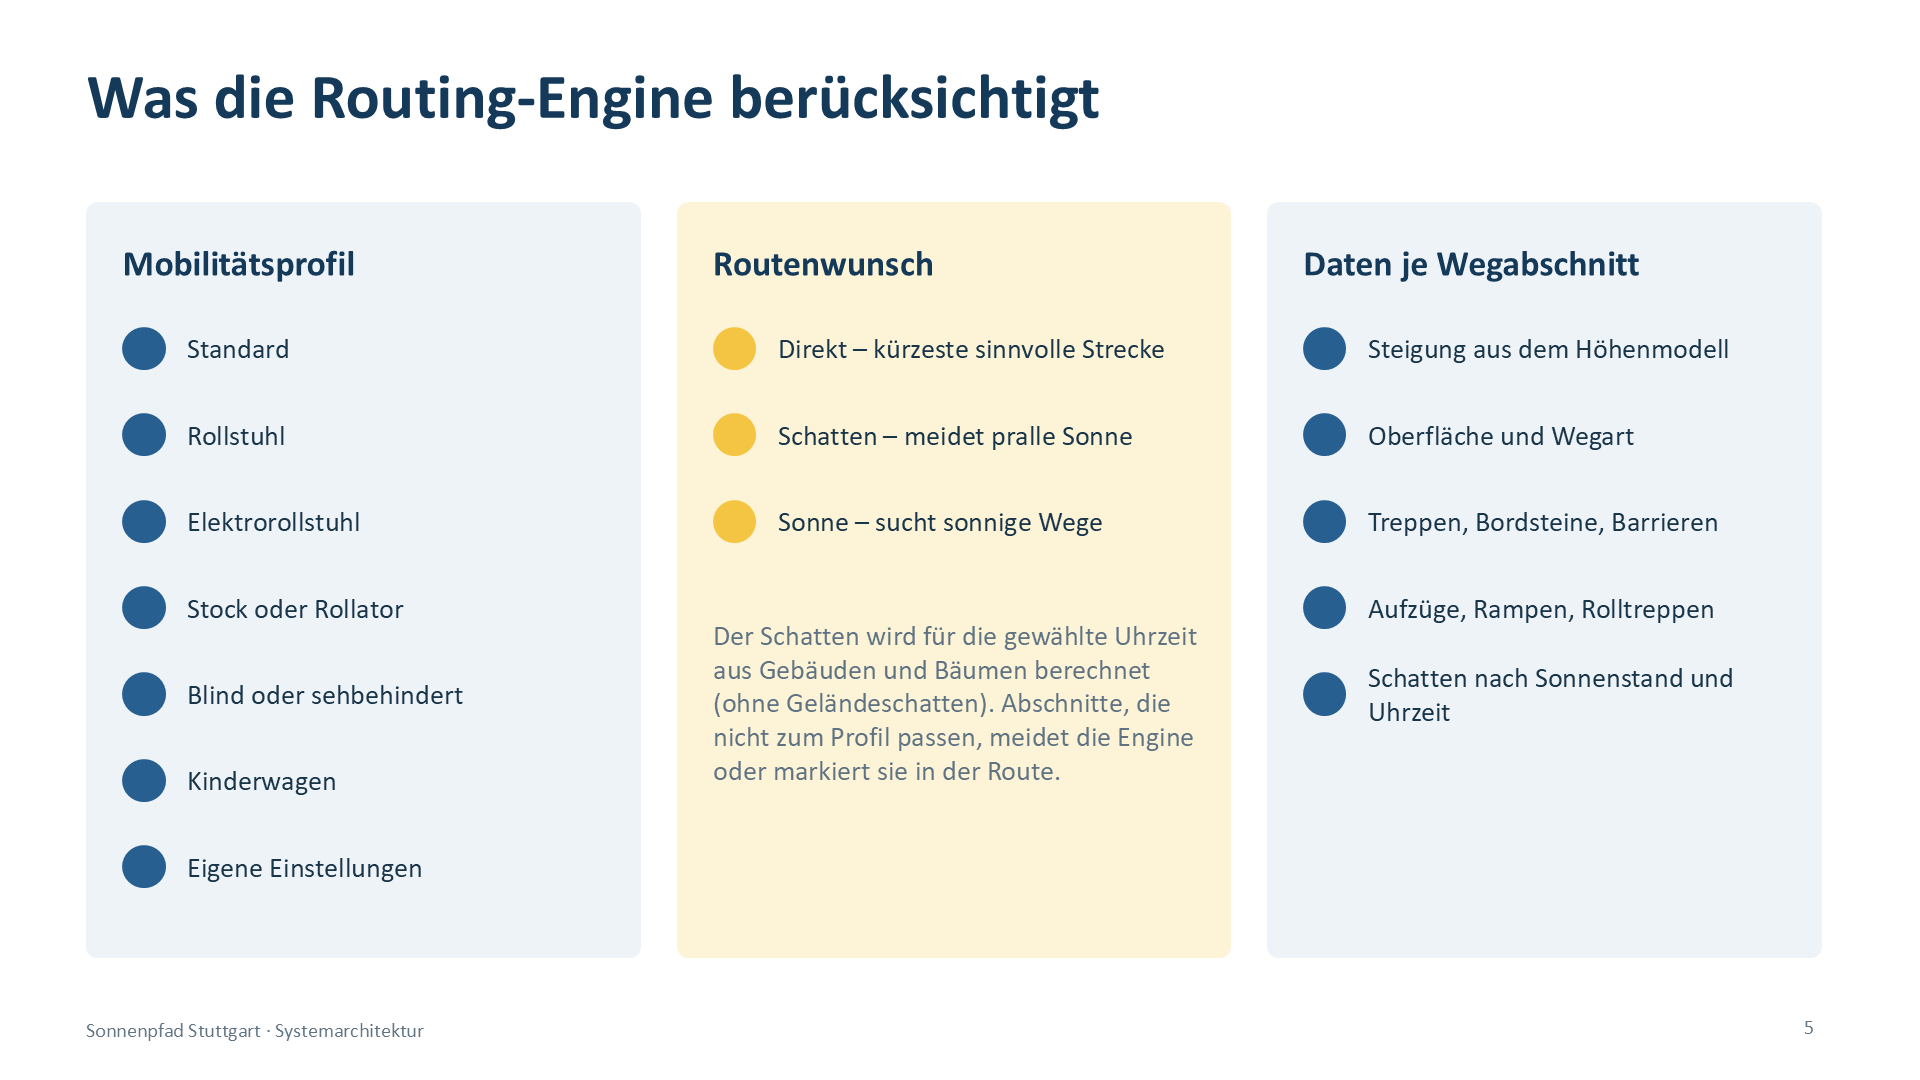 Was die Routing-Engine berücksichtigt
Mobilitätsprofil
Standard
Rollstuhl
Elektrorollstuhl
Stock oder Rollator
Blind oder sehbehindert
Kinderwagen
Eigene Einstellungen
Routenwunsch
Direkt – kürzeste sinnvolle Strecke
Schatten – meidet pralle Sonne
Sonne – sucht sonnige Wege
Der Schatten wird für die gewählte Uhrzeit
aus Gebäuden und Bäumen berechnet
(ohne Geländeschatten). Abschnitte, die
nicht zum Profil passen, meidet die Engine
oder markiert sie in der Route.
Daten je Wegabschnitt
Steigung aus dem Höhenmodell
Oberfläche und Wegart
Treppen, Bordsteine, Barrieren
Aufzüge, Rampen, Rolltreppen
Schatten nach Sonnenstand und
Uhrzeit
Sonnenpfad Stuttgart · Systemarchitektur
5